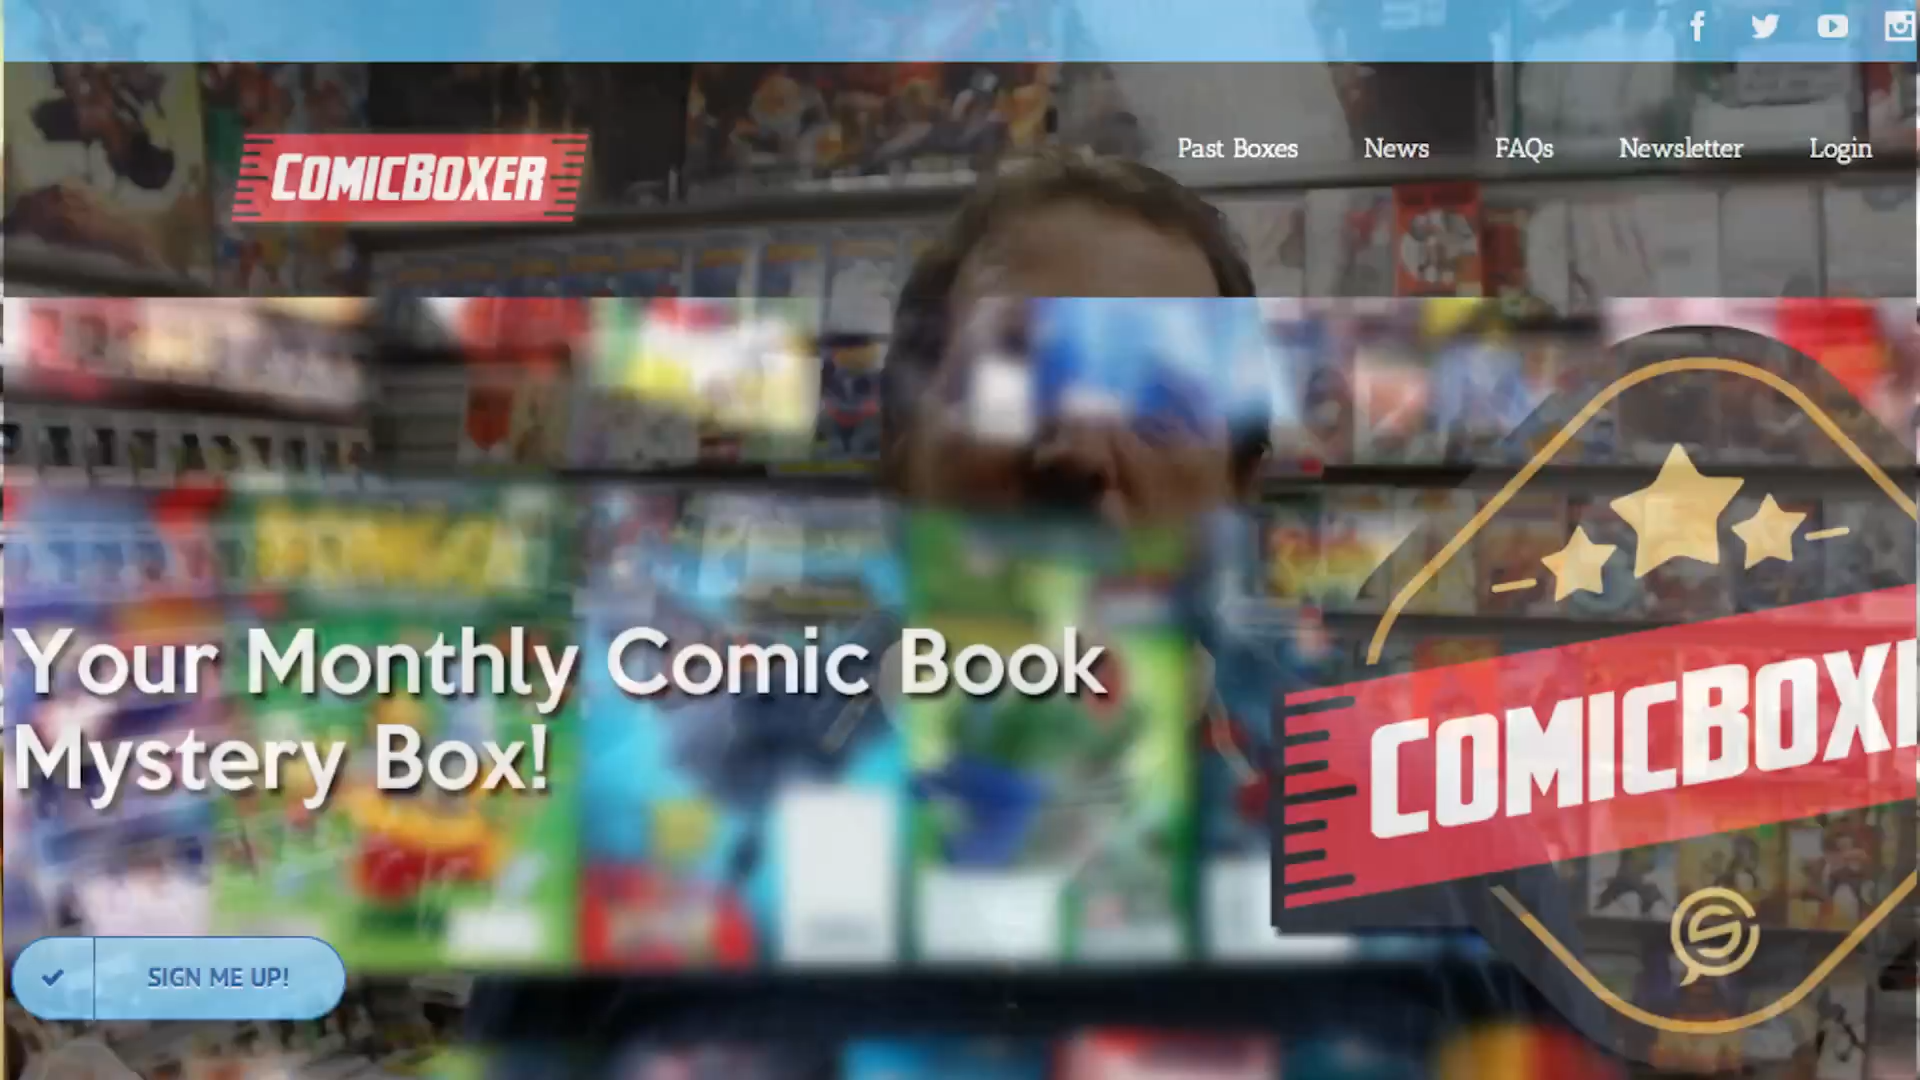 COMICBOXER
Past Boxes
News
FAQs
Newsletter
Login
Your Monthly Comic Book
Mystery Box!
COMICBOX
SIGN ME UP!